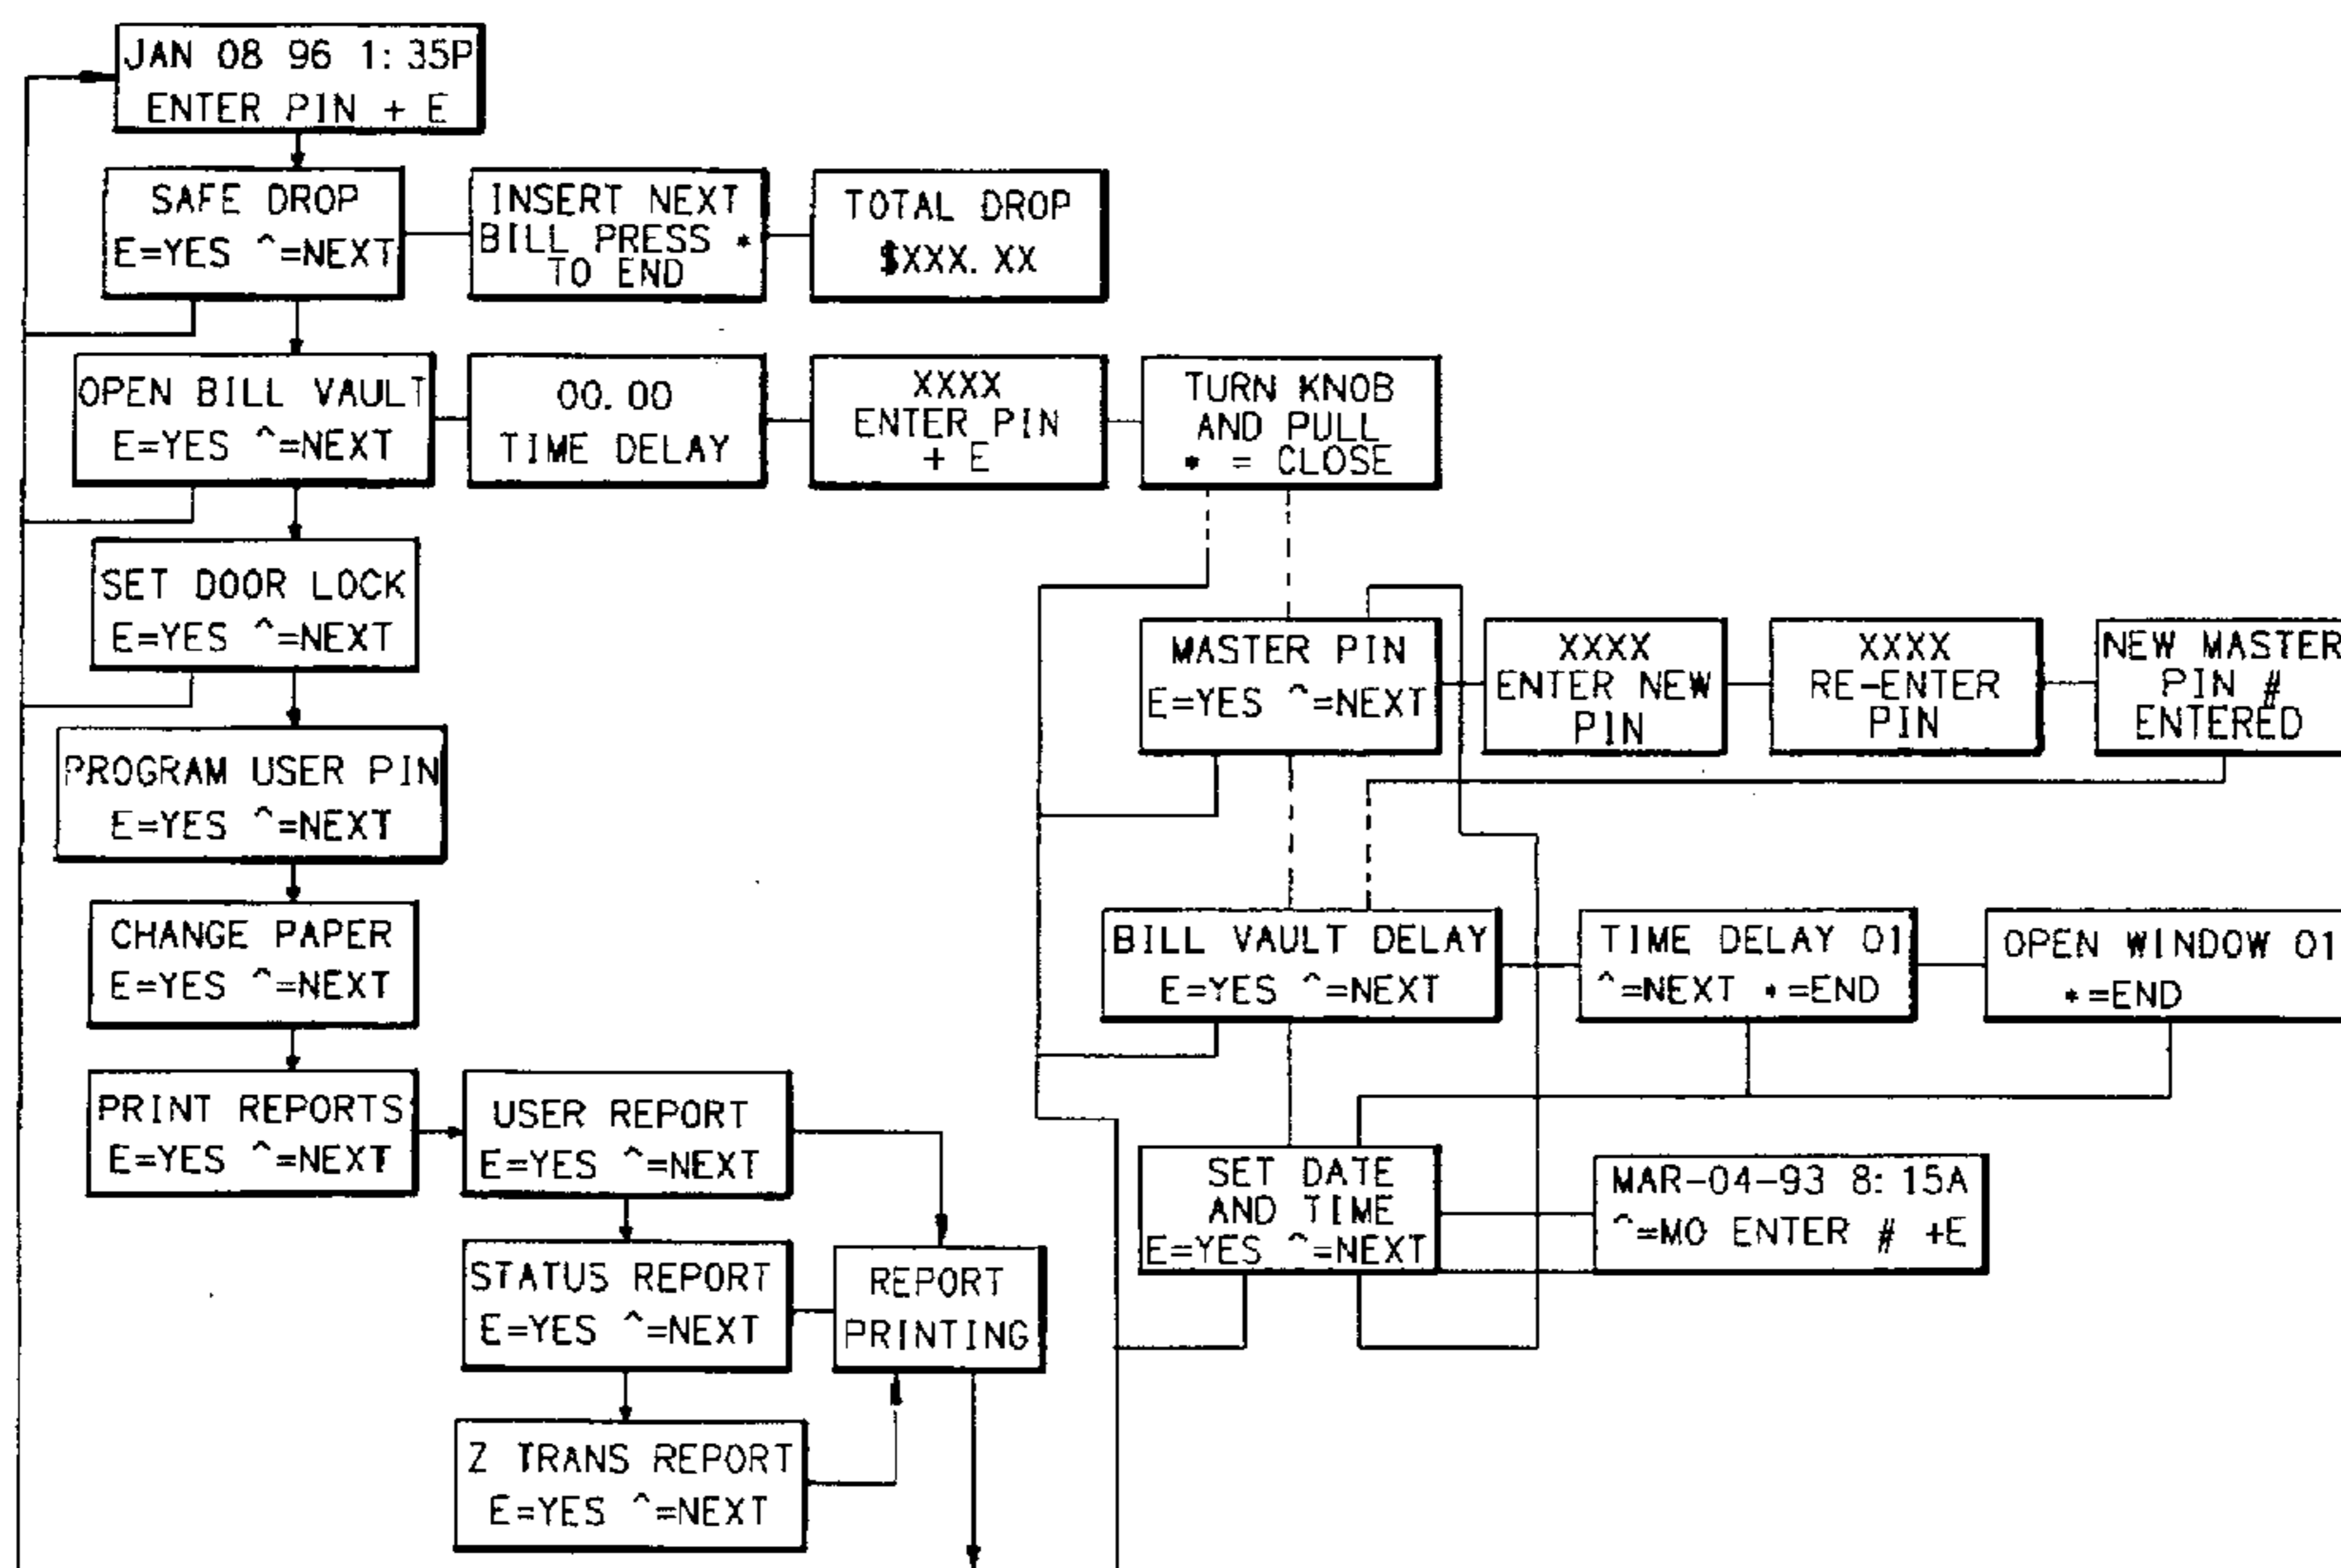 JAN 08 96 1:35P
ENTER PIN + E
SAFE DROP
E=YES ^=NEXT
INSERT NEXT
BILL PRESS *
TO END
TOTAL DROP
$XXX.XX
OPEN BILL VAULT
E=YES ^=NEXT
00.00
TIME DELAY
XXXX
ENTER PIN
+ E
TURN KNOB
AND PULL
* = CLOSE
SET DOOR LOCK
E=YES ^=NEXT
MASTER PIN
E=YES ^=NEXT
XXXX
ENTER NEW
PIN
XXXX
RE-ENTER
PIN
NEW MASTER
PIN #
ENTERED
PROGRAM USER PIN
E=YES ^=NEXT
CHANGE PAPER
E=YES ^=NEXT
BILL VAULT DELAY
E=YES ^=NEXT
TIME DELAY 01
^=NEXT *=END
OPEN WINDOW 01
*=END
PRINT REPORTS
E=YES ^=NEXT
USER REPORT
E=YES ^=NEXT
SET DATE
AND TIME
E=YES ^=NEXT
MAR-04-93 8:15A
^=MO ENTER # +E
STATUS REPORT
E=YES ^=NEXT
REPORT
PRINTING
Z TRANS REPORT
E=YES ^=NEXT